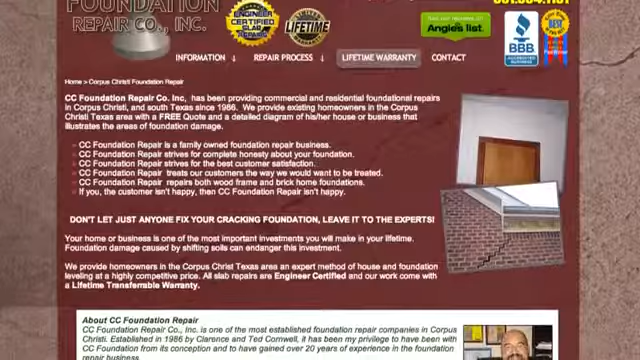 FOUNDATION
REPAIR CO., INC.
ENGINEER
CERTIFIED
SLAB
LIMITED
LIFETIME
WARRANTY
Angie's list
BBB
INFORMATION ↓ REPAIR PROCESS ↓ LIFETIME WARRANTY CONTACT
Home > Corpus Christi Foundation Repair
CC Foundation Repair Co. Inc, has been providing commercial and residential foundational repairs
in Corpus Christi, and south Texas since 1986. We provide existing homeowners in the Corpus
Christi Texas area with a FREE Quote and a detailed diagram of his/her house or business that
illustrates the areas of foundation damage.
CC Foundation Repair is a family owned foundation repair business.
CC Foundation Repair strives for complete honesty about your foundation.
CC Foundation Repair strives for the best customer satisfaction.
CC Foundation Repair treats our customers the way we would want to be treated.
CC Foundation Repair repairs both wood frame and brick home foundations.
If you, the customer isn't happy, then CC Foundation Repair isn't happy.
DON'T LET JUST ANYONE FIX YOUR CRACKING FOUNDATION, LEAVE IT TO THE EXPERTS!
Your home or business is one of the most important investments you will make in your lifetime.
Foundation damage caused by shifting soils can endanger this investment.
We provide homeowners in the Corpus Christ Texas area an expert method of house and foundation
leveling at a highly competitive price. All slab repairs are Engineer Certified and our work comes with
a Lifetime Transferrable Warranty.
About CC Foundation Repair
CC Foundation Repair Co., Inc. is one of the most established foundation repair companies in Corpus
Christi. Established in 1986 by Clarence and Ted Cornwell, it has been my privilege to have been with
CC Foundation from its conception and to have gained over 20 years of experience in the foundation
repair business.